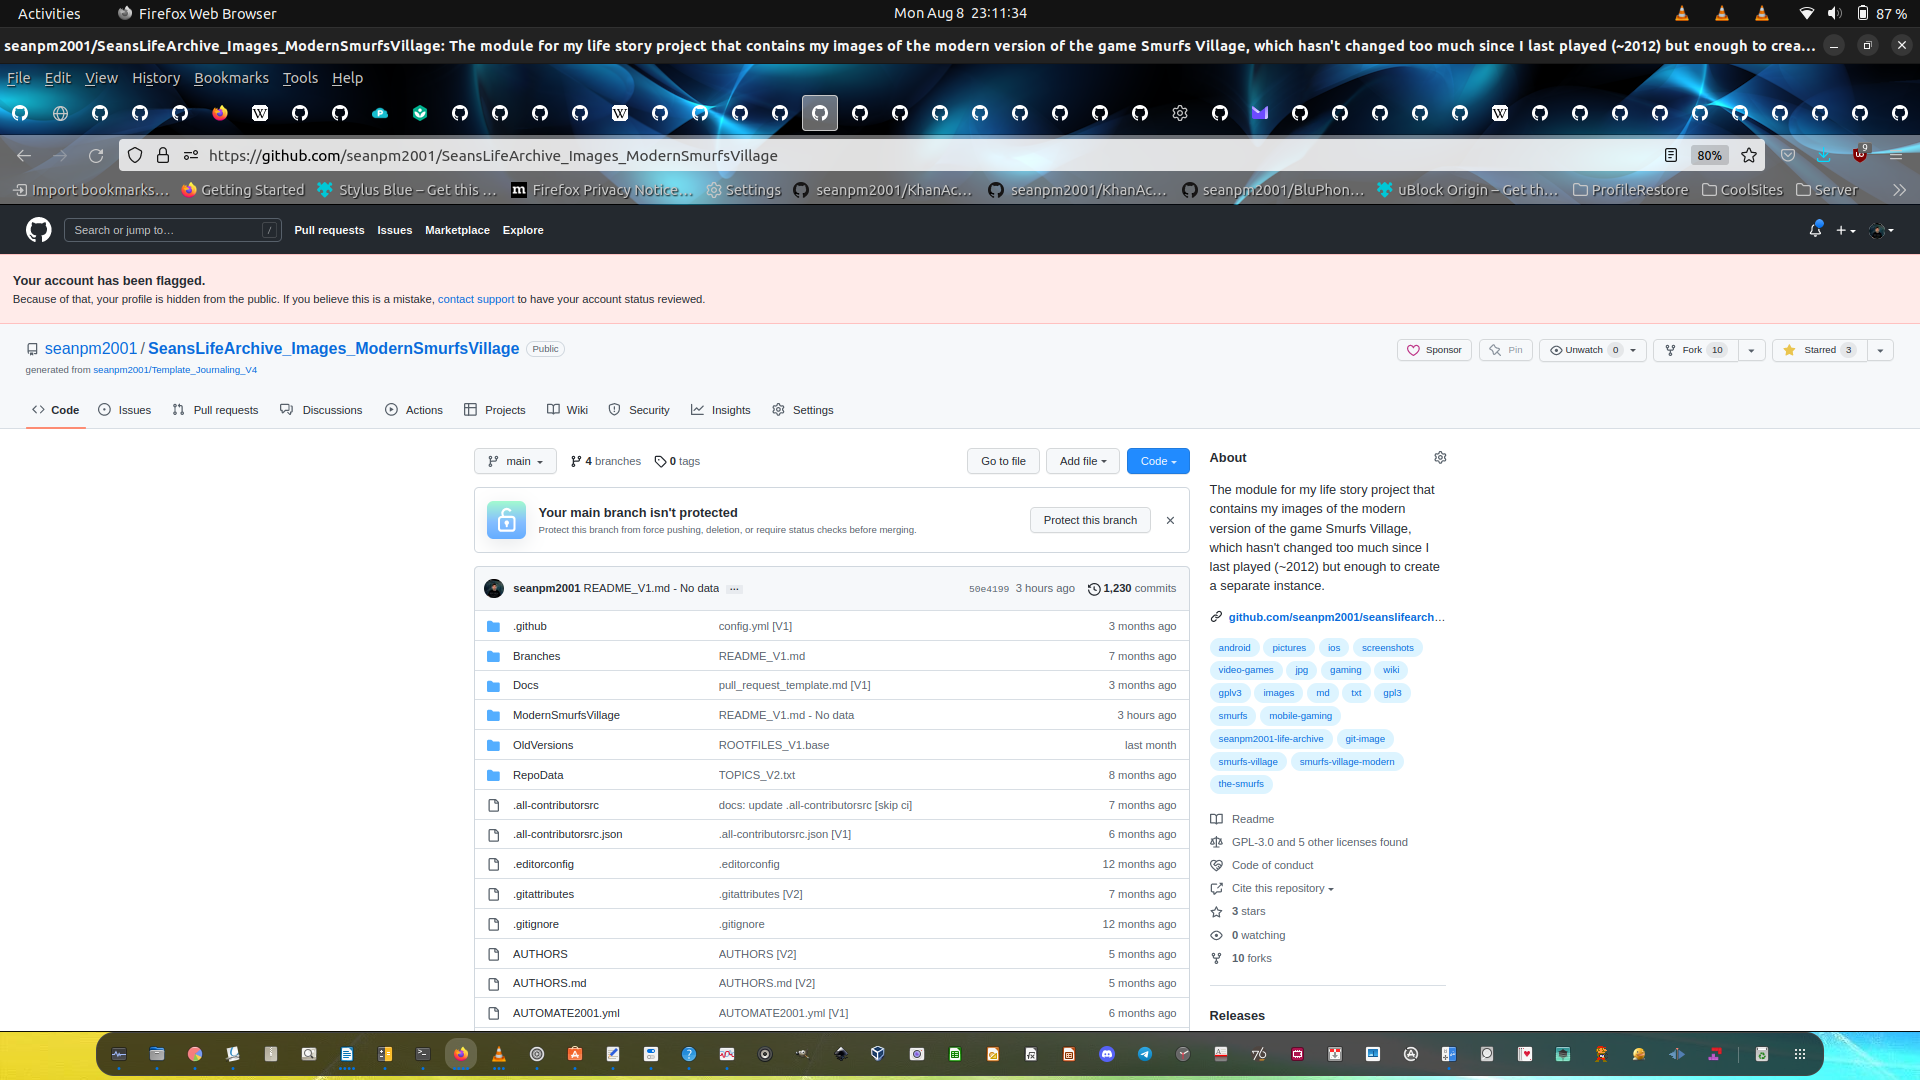 Activities
Firefox Web Browser
Mon Aug 8 23:11:34
87 %
seanpm2001/SeansLifeArchive_Images_ModernSmurfsVillage: The module for my life story project that contains my images of the modern version of the game Smurfs Village, which hasn't changed too much since I last played (~2012) but enough to crea...
File Edit View History Bookmarks Tools Help
https://github.com/seanpm2001/SeansLifeArchive_Images_ModernSmurfsVillage
80%
9
Import bookmarks... Getting Started Stylus Blue – Get this ... Firefox Privacy Notice... Settings seanpm2001/KhanAc... seanpm2001/KhanAc... seanpm2001/BluPhon... uBlock Origin – Get th... ProfileRestore CoolSites Server
Search or jump to... /
Pull requests Issues Marketplace Explore
Your account has been flagged.
Because of that, your profile is hidden from the public. If you believe this is a mistake, contact support to have your account status reviewed.
seanpm2001 / SeansLifeArchive_Images_ModernSmurfsVillage Public
Sponsor Pin Unwatch 0 Fork 10 Starred 3
generated from seanpm2001/Template_Journaling_V4
Code Issues Pull requests Discussions Actions Projects Wiki Security Insights Settings
main 4 branches 0 tags Go to file Add file Code
Your main branch isn't protected
Protect this branch from force pushing, deletion, or require status checks before merging.
Protect this branch
seanpm2001 README_V1.md - No data ... 50e4199 3 hours ago 1,230 commits
.github config.yml [V1] 3 months ago
Branches README_V1.md 7 months ago
Docs pull_request_template.md [V1] 3 months ago
ModernSmurfsVillage README_V1.md - No data 3 hours ago
OldVersions ROOTFILES_V1.base last month
RepoData TOPICS_V2.txt 8 months ago
.all-contributorsrc docs: update .all-contributorsrc [skip ci] 7 months ago
.all-contributorsrc.json .all-contributorsrc.json [V1] 6 months ago
.editorconfig .editorconfig 12 months ago
.gitattributes .gitattributes [V2] 7 months ago
.gitignore .gitignore 12 months ago
AUTHORS AUTHORS [V2] 5 months ago
AUTHORS.md AUTHORS.md [V2] 5 months ago
AUTOMATE2001.yml AUTOMATE2001.yml [V1] 6 months ago
About
The module for my life story project that
contains my images of the modern
version of the game Smurfs Village,
which hasn't changed too much since I
last played (~2012) but enough to create
a separate instance.
github.com/seanpm2001/seanslifearch...
android pictures ios screenshots
video-games jpg gaming wiki
gplv3 images md txt gpl3
smurfs mobile-gaming
seanpm2001-life-archive git-image
smurfs-village smurfs-village-modern
the-smurfs
Readme
GPL-3.0 and 5 other licenses found
Code of conduct
Cite this repository
3 stars
0 watching
10 forks
Releases